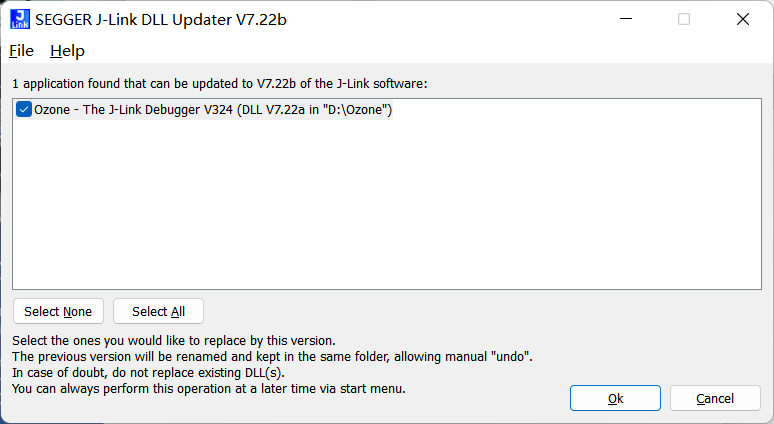 J
LINK
SEGGER J-Link DLL Updater V7.22b
File Help
1 application found that can be updated to V7.22b of the J-Link software:
Ozone - The J-Link Debugger V324 (DLL V7.22a in "D:\Ozone")
Select None Select All
Select the ones you would like to replace by this version.
The previous version will be renamed and kept in the same folder, allowing manual "undo".
In case of doubt, do not replace existing DLL(s).
You can always perform this operation at a later time via start menu.
Ok Cancel